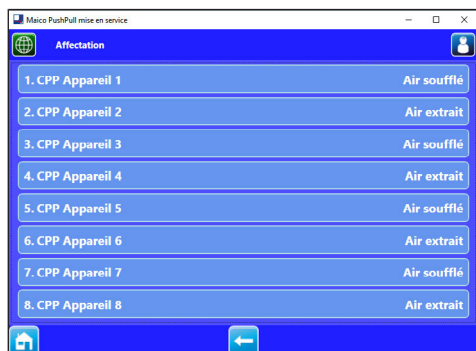 Maico PushPull mise en service
Affectation
1. CPP Appareil 1 Air soufflé
2. CPP Appareil 2 Air extrait
3. CPP Appareil 3 Air soufflé
4. CPP Appareil 4 Air extrait
5. CPP Appareil 5 Air soufflé
6. CPP Appareil 6 Air extrait
7. CPP Appareil 7 Air soufflé
8. CPP Appareil 8 Air extrait